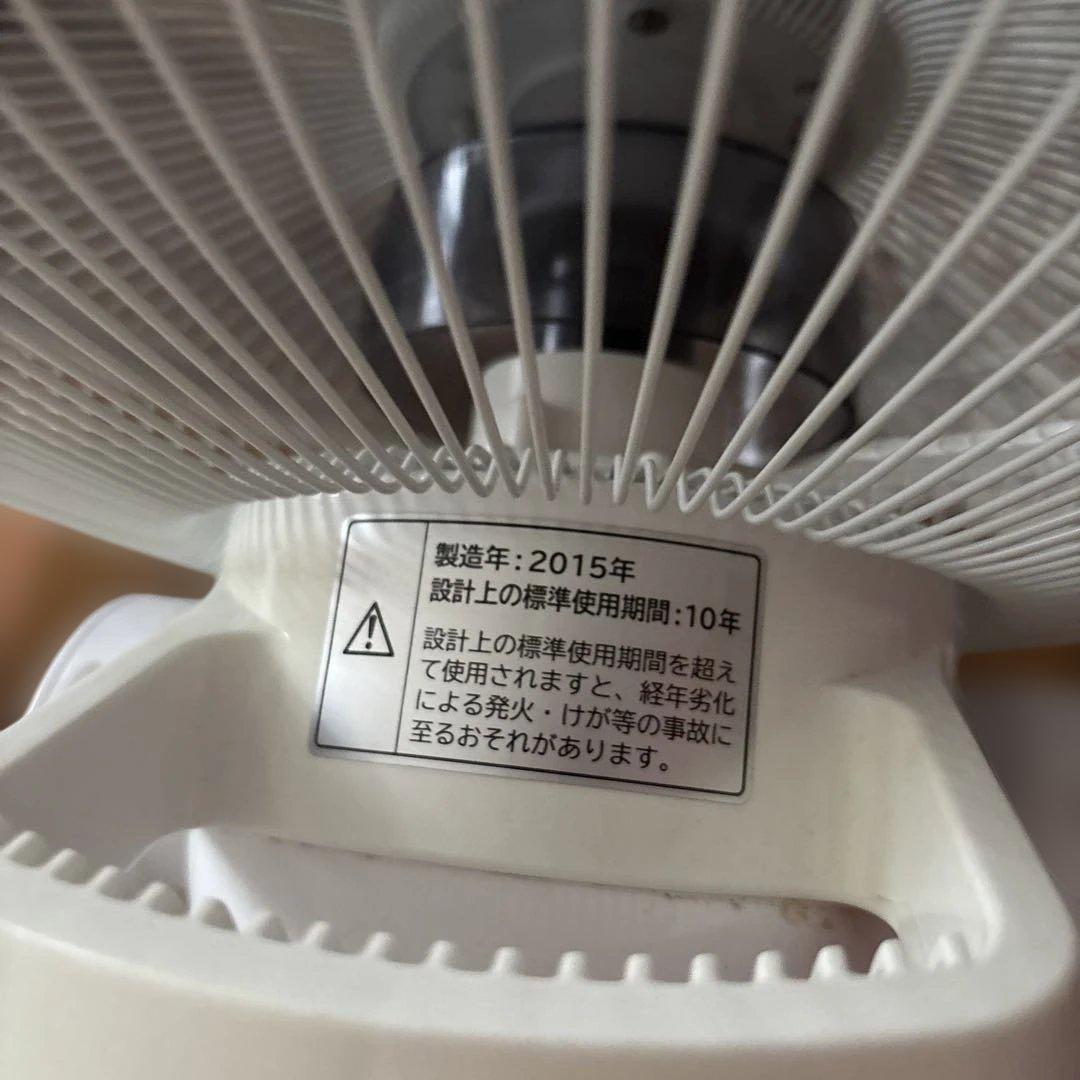 製造年:2015年
設計上の標準使用期間:10年
設計上の標準使用期間を超え
て使用されますと、経年劣化
による発火・けが等の事故に
至るおそれがあります。